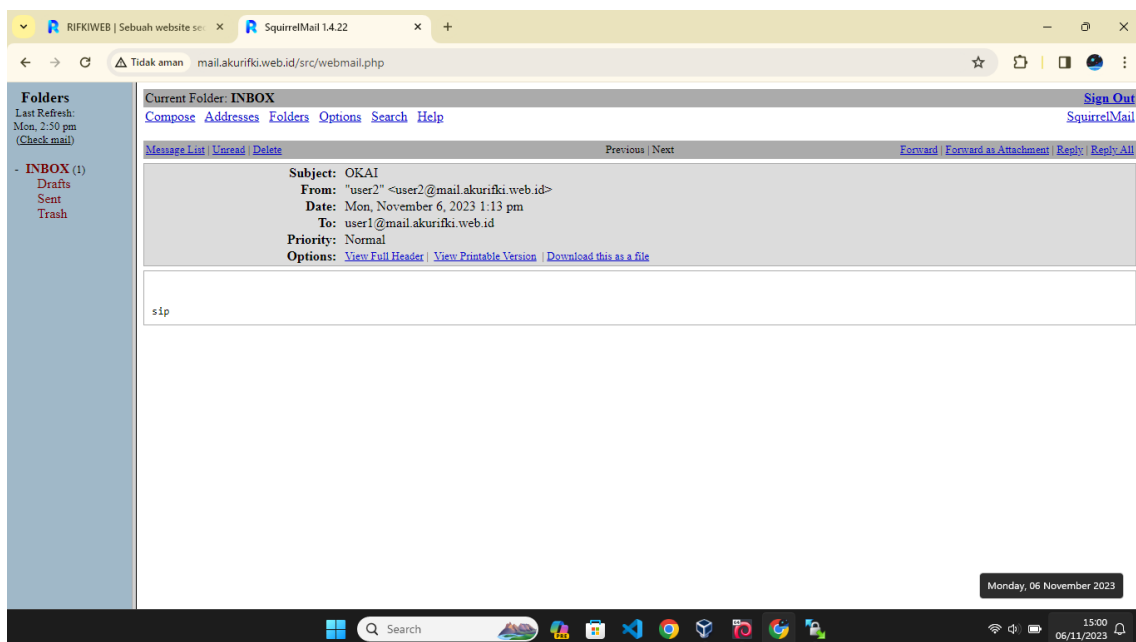 RIFKIWEB | Sebuah website sec
SquirrelMail 1.4.22
Tidak aman mail.akurifki.web.id/src/webmail.php
Folders
Last Refresh:
Mon, 2:50 pm
(Check mail)
- INBOX (1)
Drafts
Sent
Trash
Current Folder: INBOX Sign Out
Compose Addresses Folders Options Search Help SquirrelMail
Message List | Unread | Delete Previous | Next Forward | Forward as Attachment | Reply | Reply All
Subject: OKAI
From: "user2" <user2@mail.akurifki.web.id>
Date: Mon, November 6, 2023 1:13 pm
To: user1@mail.akurifki.web.id
Priority: Normal
Options: View Full Header | View Printable Version | Download this as a file
sip
Monday, 06 November 2023
Search
PRE
15:00
06/11/2023